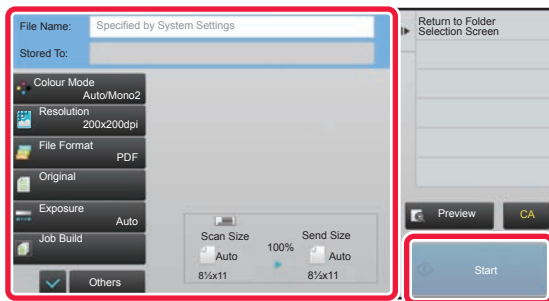 File Name:
Specified by System Settings
Stored To:
Colour Mode
Auto/Mono2
Resolution
200x200dpi
File Format
PDF
Original
Exposure
Auto
Job Build
Others
Scan Size
Auto
8½x11
100%
Send Size
Auto
8½x11
Return to Folder
Selection Screen
Preview
CA
Start